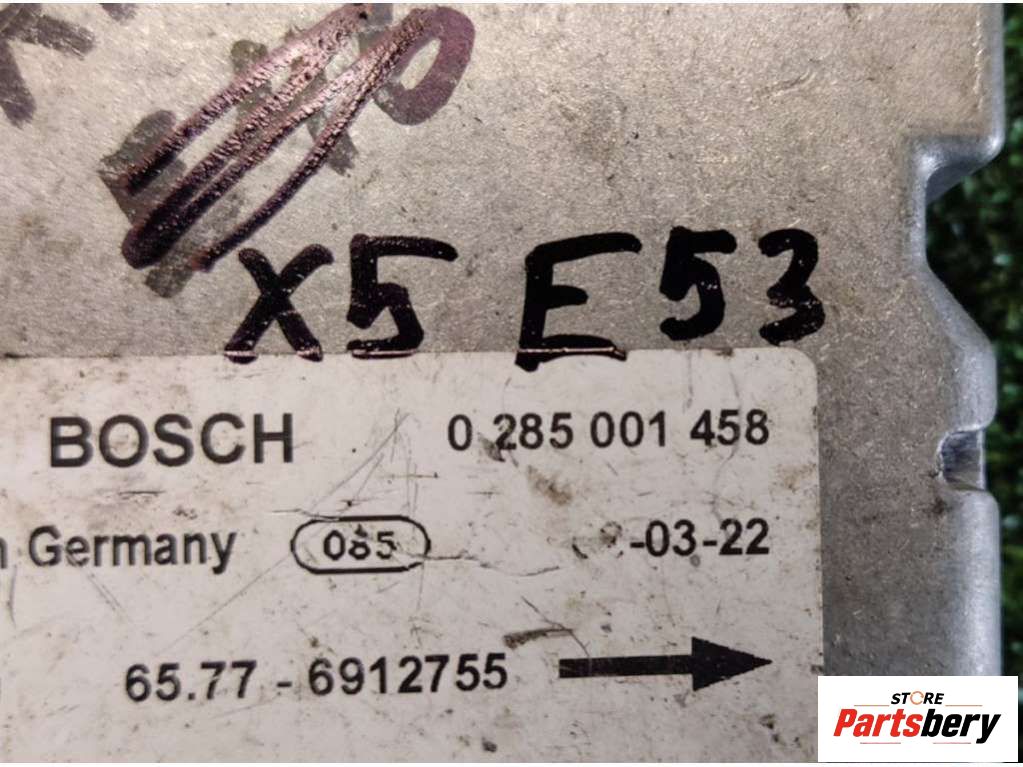 X5 E53
BOSCH 0 285 001 458
Germany 085 -03-22
65.77 - 6912755
STORE
Partsbery